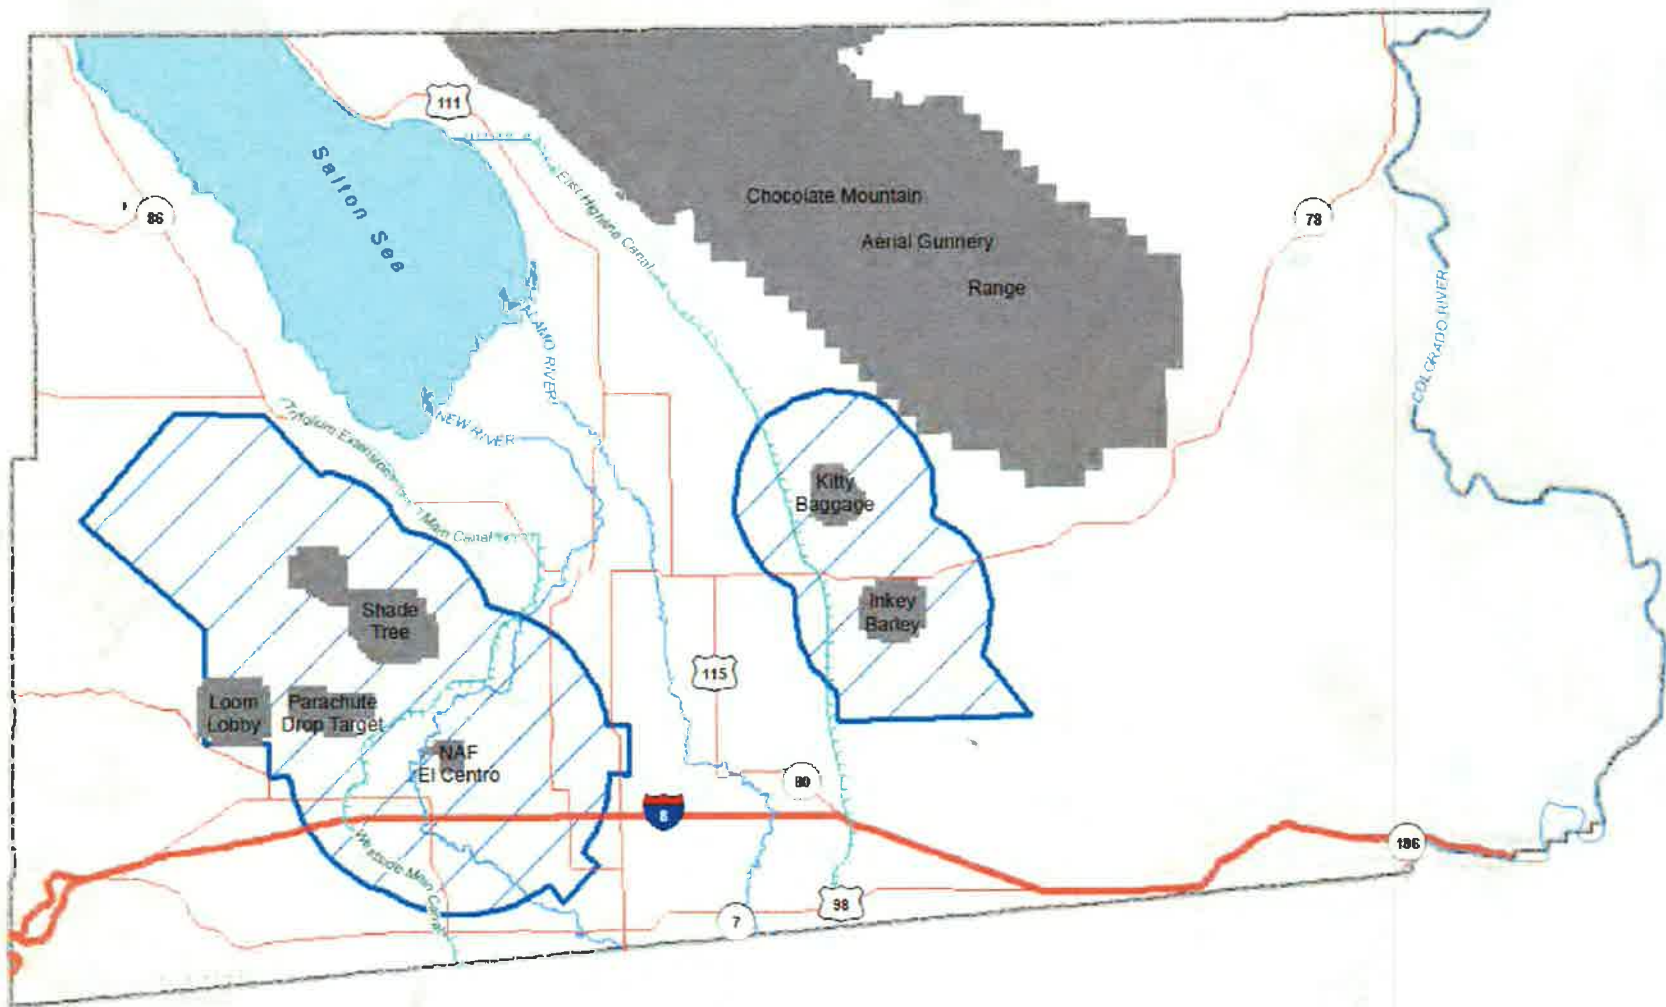 111
Salton Sea
86
East Highline Canal
Chocolate Mountain
Aerial Gunnery
Range
78
ALAMO RIVER
COLORADO RIVER
NEW RIVER
Trifolium Extension
Main Canal
Kitty
Baggage
Shade
Tree
Inkey
Barley
115
Loom
Lobby
Parachute
Drop Target
NAF
El Centro
80
8
186
Westside Main Canal
98
7